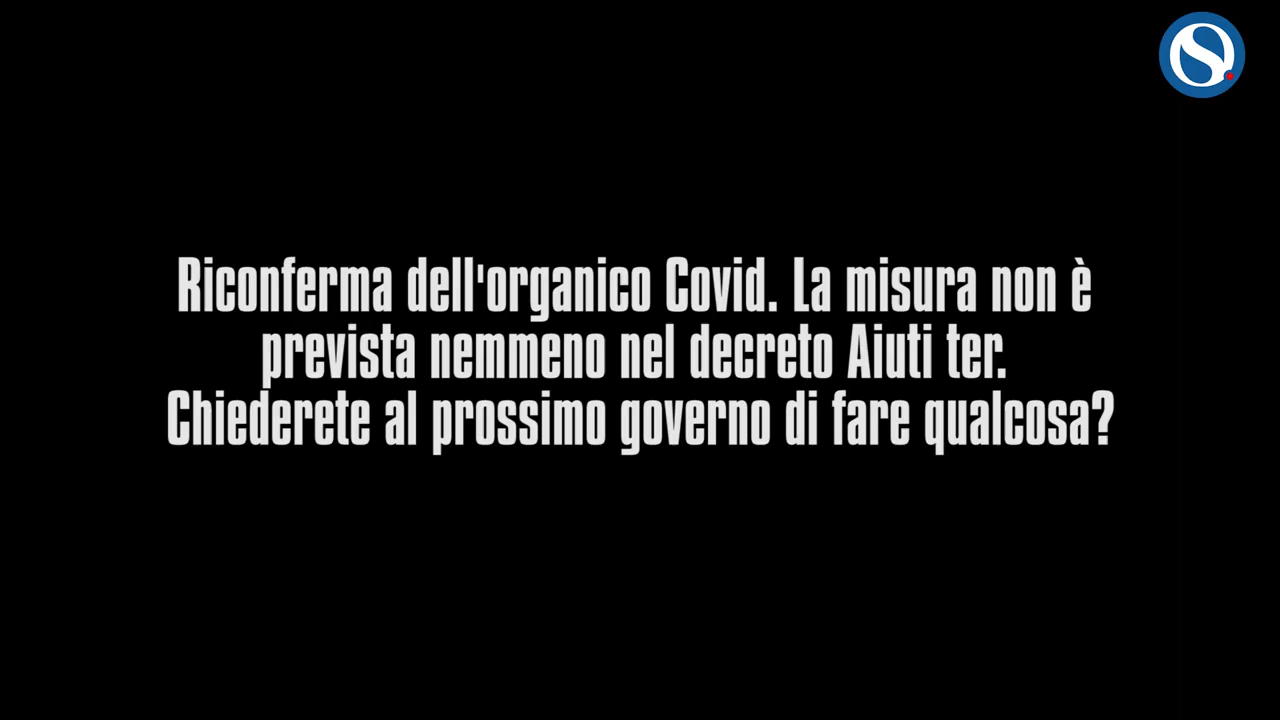 Riconferma dell'organico Covid. La misura non è
prevista nemmeno nel decreto Aiuti ter.
Chiederete al prossimo governo di fare qualcosa?